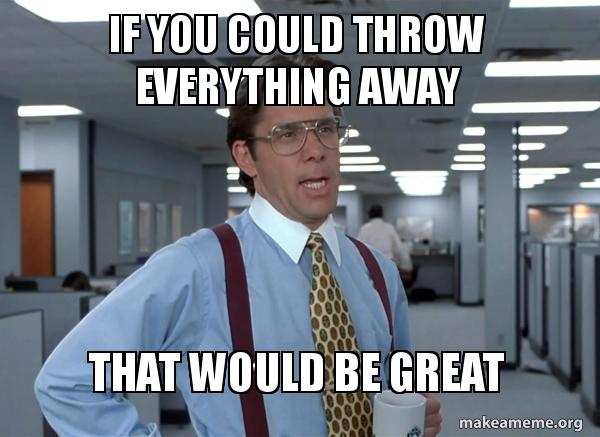 IF YOU COULD THROW
EVERYTHING AWAY
THAT WOULD BE GREAT
makeameme.org